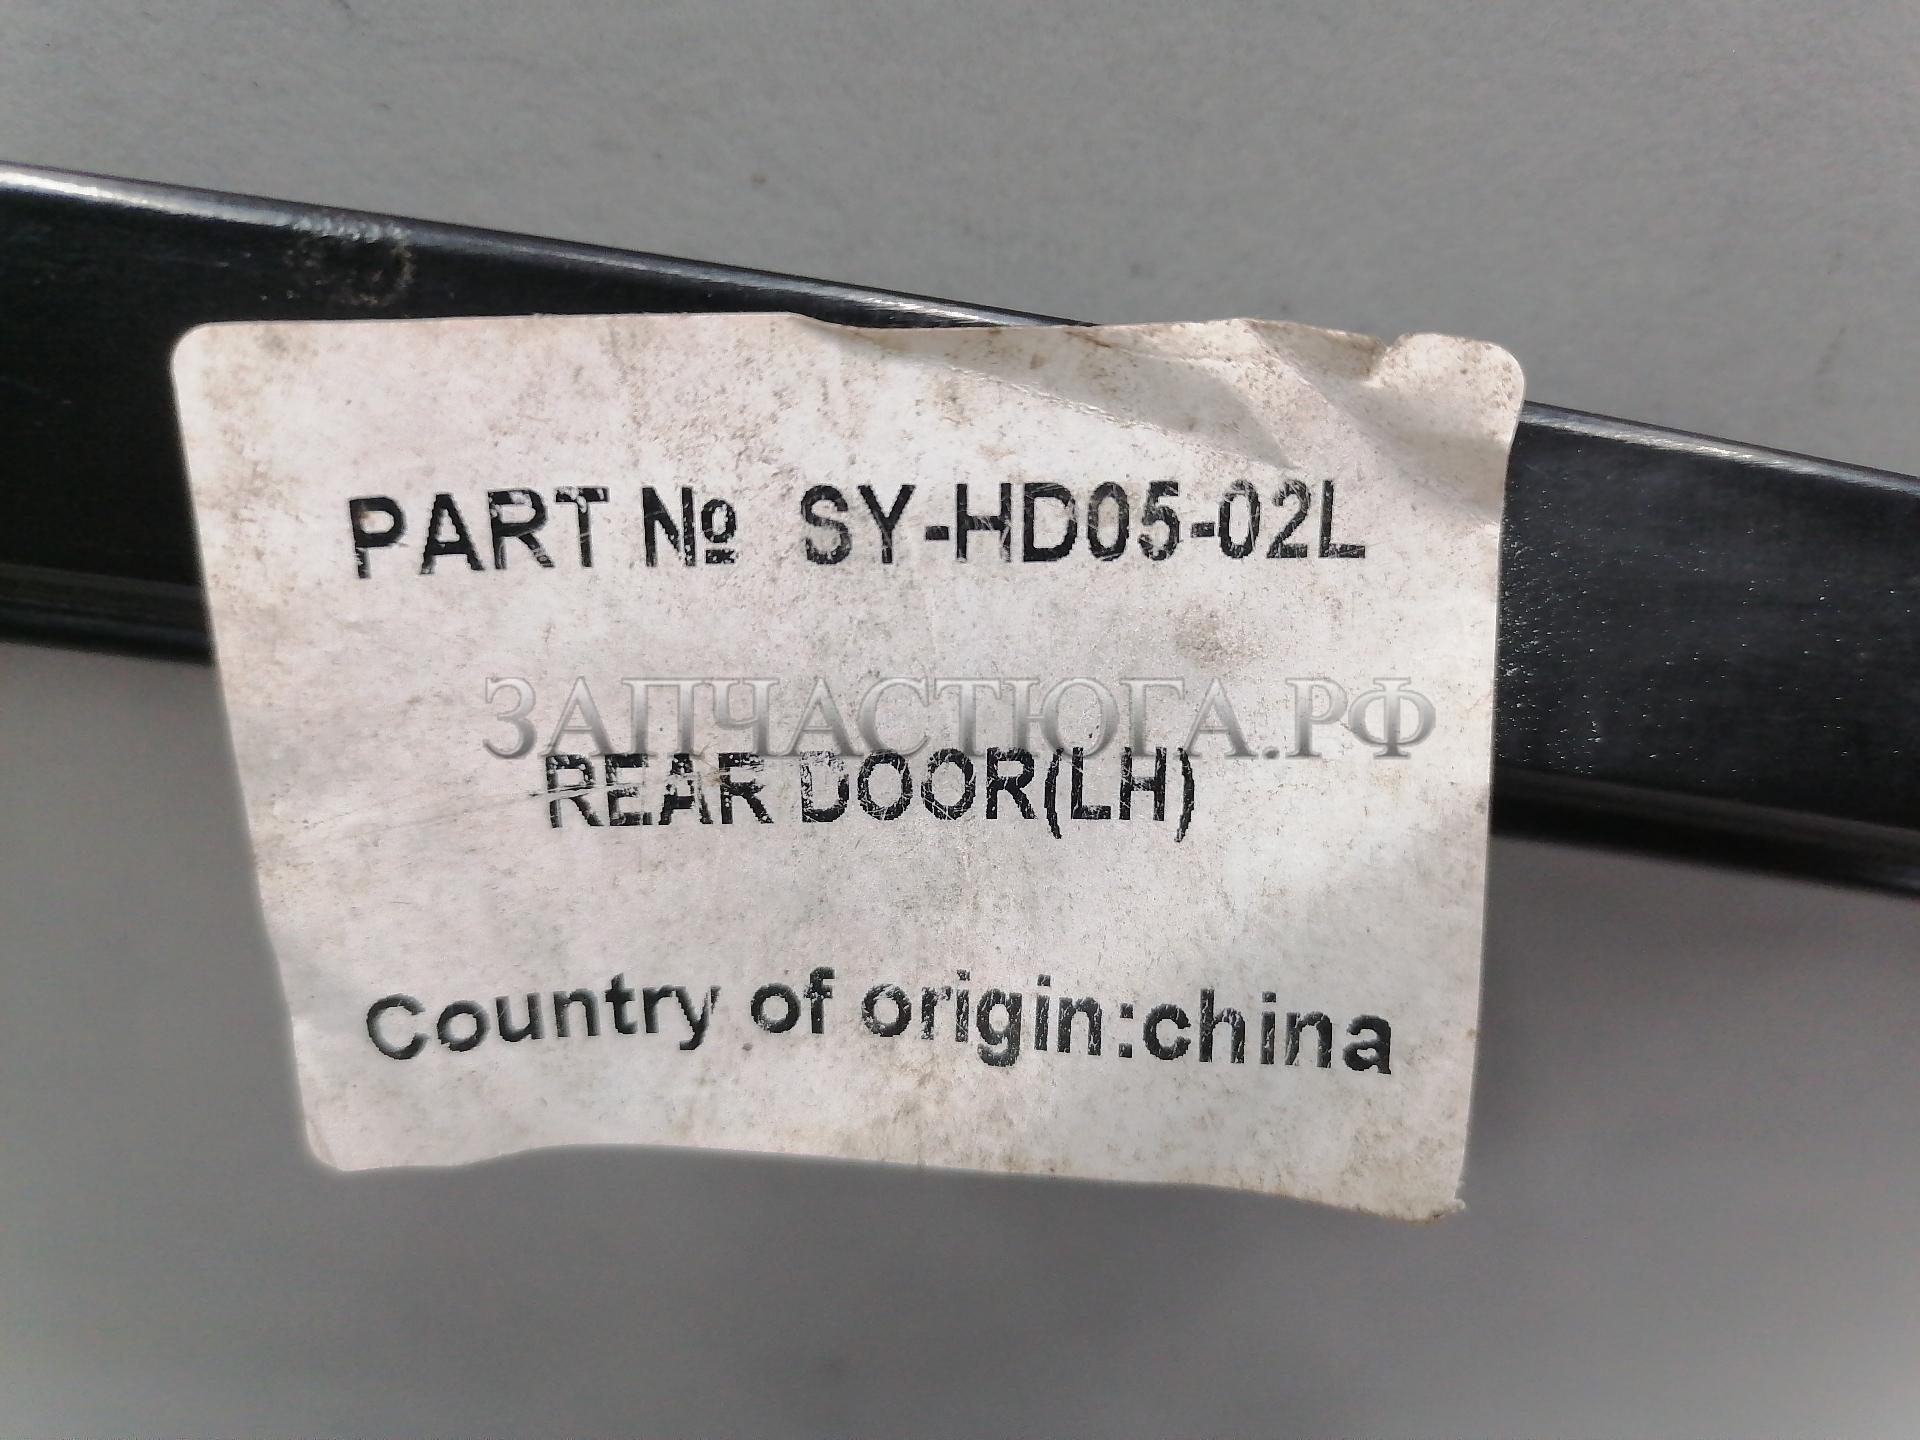 PART № SY-HD05-02L
ЗАПЧАСТЮГА.РФ
REAR DOOR(LH)
Country of origin:china